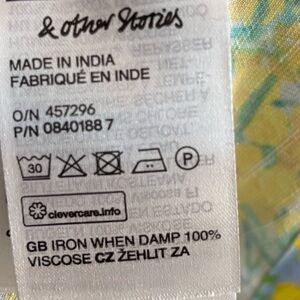 & other Stories
MADE IN INDIA
FABRIQUÉ EN INDE
O/N 457296
P/N 0840188 7
30
P
clevercare.info
GB IRON WHEN DAMP 100%
VISCOSE CZ ŽEHLIT ZA